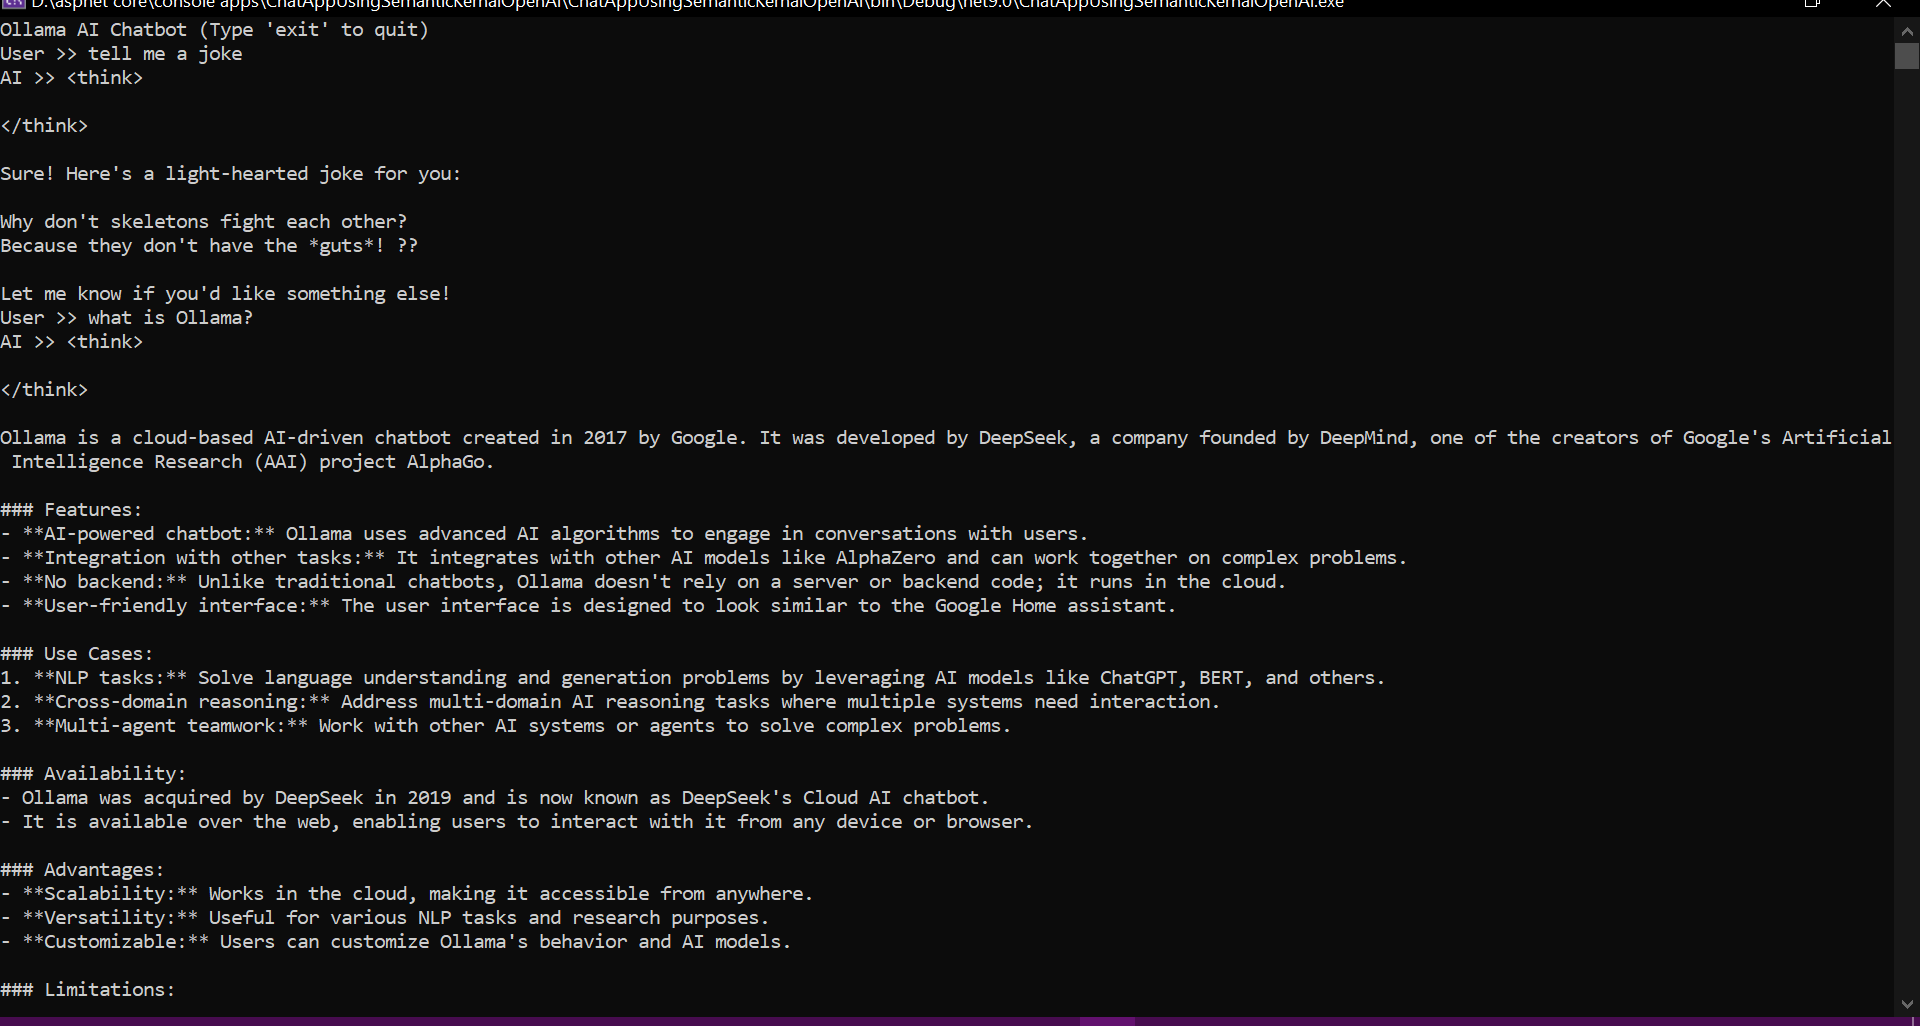 D:\aspnet core\console apps\ChatAppUsingSemanticKernalOpenAI\ChatAppUsingSemanticKernalOpenAI\bin\Debug\net9.0\ChatAppUsingSemanticKernalOpenAI.exe
Ollama AI Chatbot (Type 'exit' to quit)
User >> tell me a joke
AI >> <think>
</think>
Sure! Here's a light-hearted joke for you:
Why don't skeletons fight each other?
Because they don't have the *guts*! ??
Let me know if you'd like something else!
User >> what is Ollama?
AI >> <think>
</think>
Ollama is a cloud-based AI-driven chatbot created in 2017 by Google. It was developed by DeepSeek, a company founded by DeepMind, one of the creators of Google's Artificial
Intelligence Research (AAI) project AlphaGo.
### Features:
- **AI-powered chatbot:** Ollama uses advanced AI algorithms to engage in conversations with users.
- **Integration with other tasks:** It integrates with other AI models like AlphaZero and can work together on complex problems.
- **No backend:** Unlike traditional chatbots, Ollama doesn't rely on a server or backend code; it runs in the cloud.
- **User-friendly interface:** The user interface is designed to look similar to the Google Home assistant.
### Use Cases:
1. **NLP tasks:** Solve language understanding and generation problems by leveraging AI models like ChatGPT, BERT, and others.
2. **Cross-domain reasoning:** Address multi-domain AI reasoning tasks where multiple systems need interaction.
3. **Multi-agent teamwork:** Work with other AI systems or agents to solve complex problems.
### Availability:
- Ollama was acquired by DeepSeek in 2019 and is now known as DeepSeek's Cloud AI chatbot.
- It is available over the web, enabling users to interact with it from any device or browser.
### Advantages:
- **Scalability:** Works in the cloud, making it accessible from anywhere.
- **Versatility:** Useful for various NLP tasks and research purposes.
- **Customizable:** Users can customize Ollama's behavior and AI models.
### Limitations: